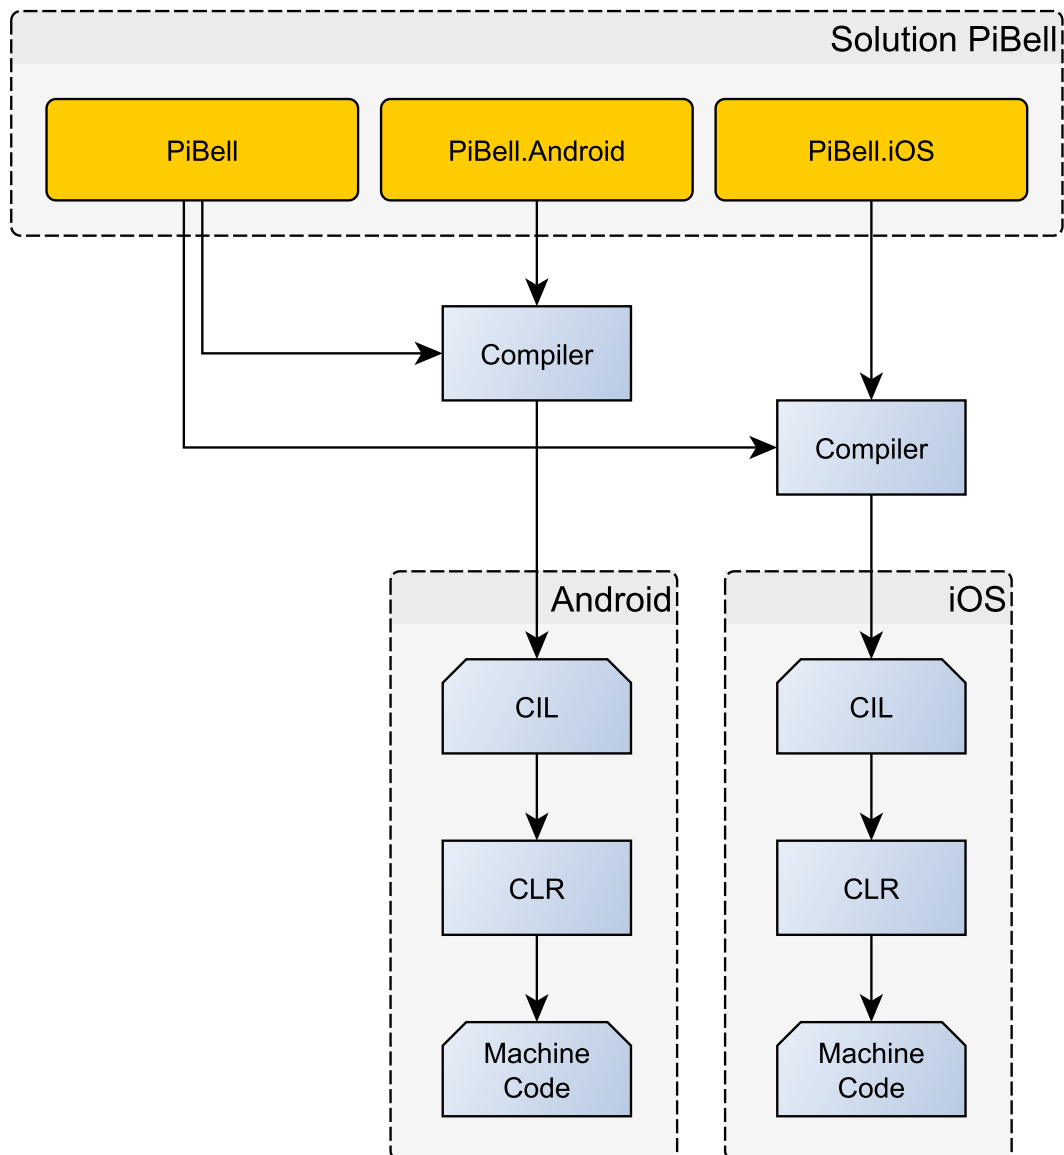 Solution PiBell
PiBell
PiBell.Android
PiBell.iOS
Compiler
Compiler
Android
iOS
CIL
CIL
CLR
CLR
Machine
Code
Machine
Code